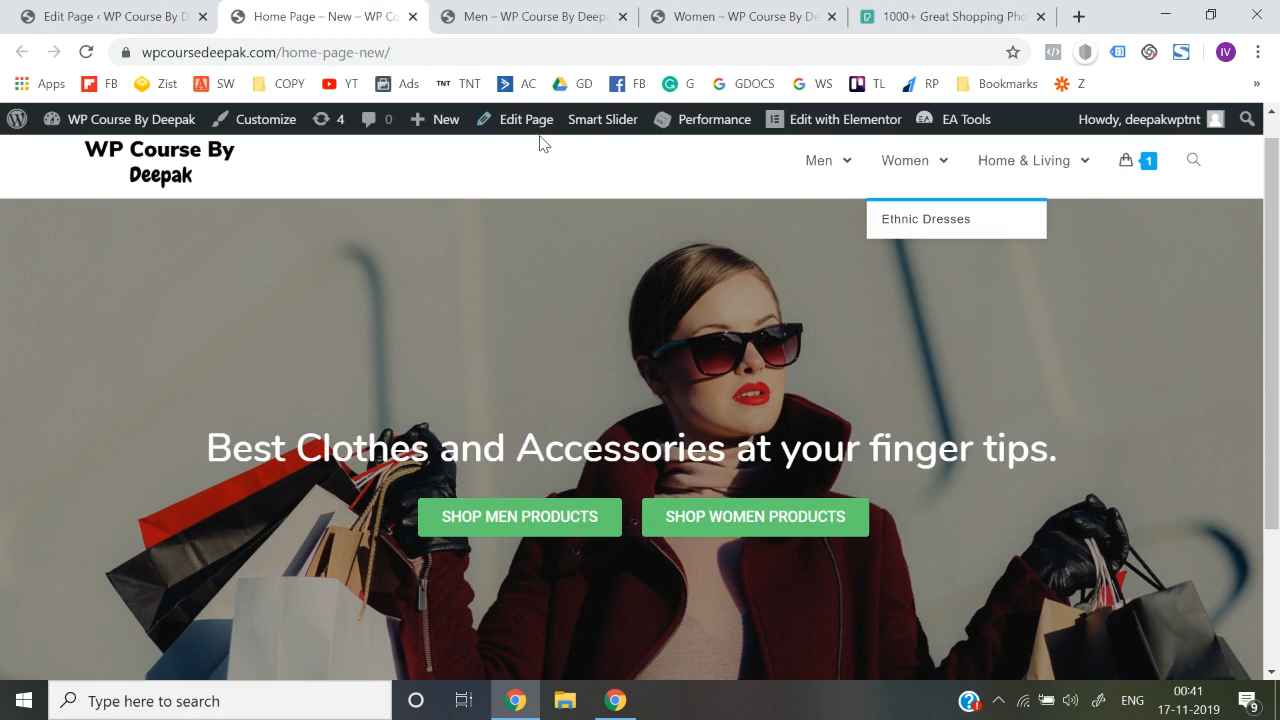 Edit Page ‹ WP Course By D
Home Page – New – WP Co
Men – WP Course By Deepa
Women – WP Course By De
1000+ Great Shopping Pho
wpcoursedeepak.com/home-page-new/
IV
Apps FB Zist SW COPY YT Ads TNT TNT AC GD FB G GDOCS WS TL RP Bookmarks Z »
WP Course By Deepak Customize 4 0 New Edit Page Smart Slider Performance Edit with Elementor EA EA Tools Howdy, deepakwptnt
WP Course By
Deepak
Men Women Home & Living 1
Ethnic Dresses
Best Clothes and Accessories at your finger tips.
SHOP MEN PRODUCTS SHOP WOMEN PRODUCTS
Type here to search
ENG
00:41
17-11-2019
9